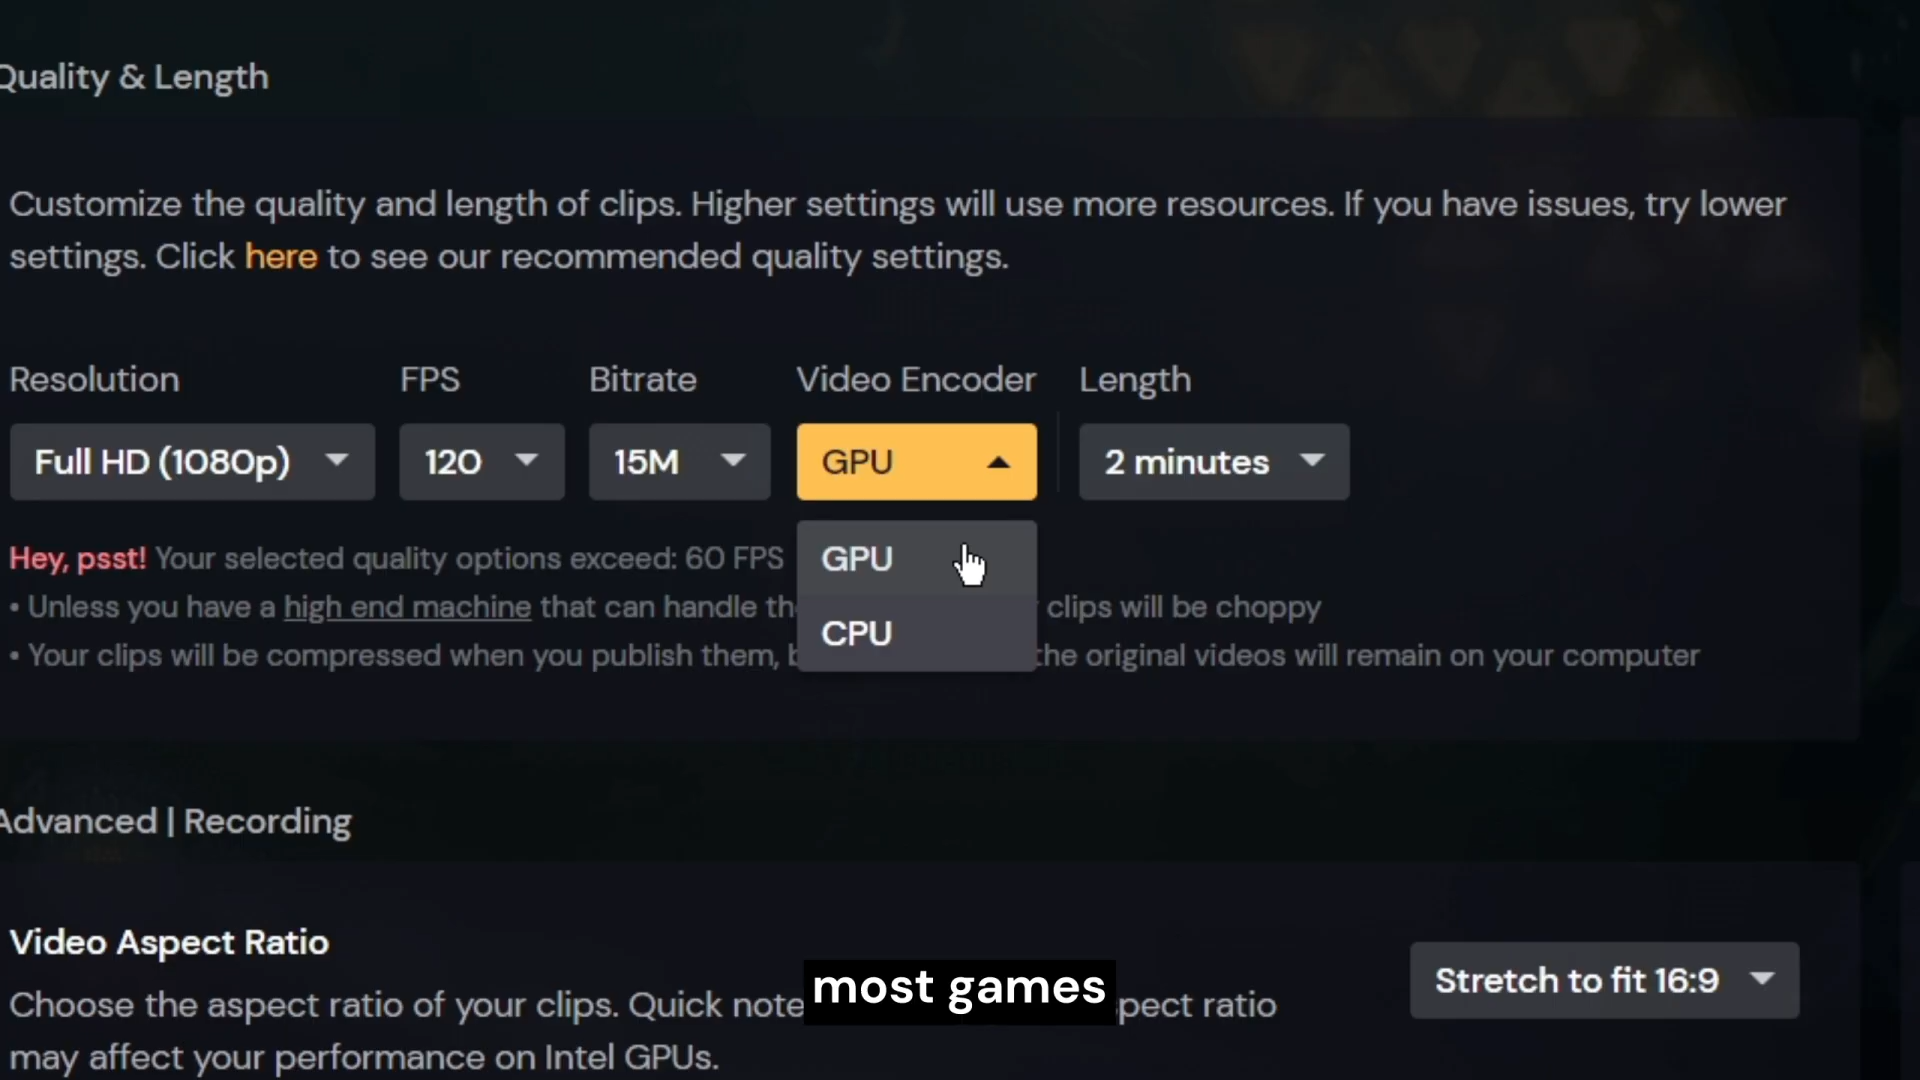 Quality & Length
Customize the quality and length of clips. Higher settings will use more resources. If you have issues, try lower
settings. Click here to see our recommended quality settings.
Resolution FPS Bitrate Video Encoder Length
Full HD (1080p) 120 15M GPU 2 minutes
Hey, psst! Your selected quality options exceed: 60 FPS
GPU
• Unless you have a high end machine that can handle clips will be choppy
CPU
• Your clips will be compressed when you publish them, the original videos will remain on your computer
Advanced | Recording
Video Aspect Ratio
Stretch to fit 16:9
most games
Choose the aspect ratio of your clips. Quick note ratio
may affect your performance on Intel GPUs.